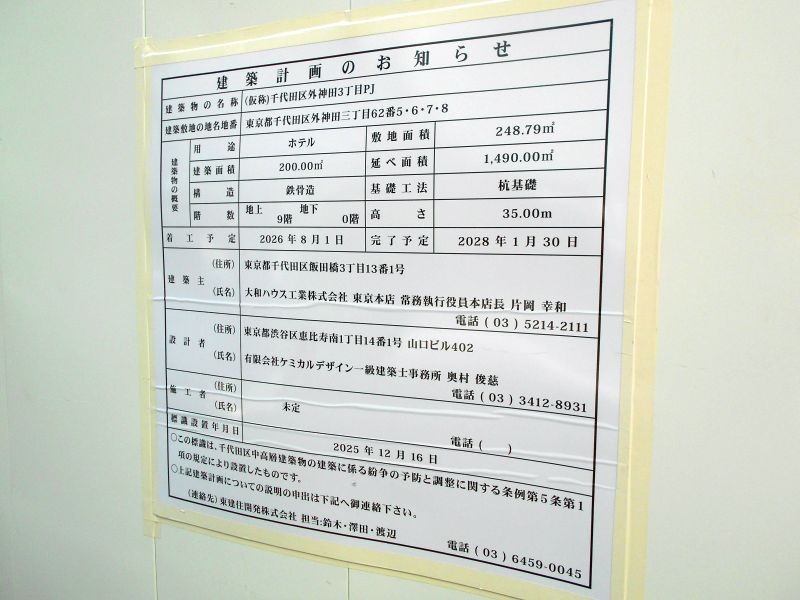 建築計画のお知らせ
建築物の名称 (仮称)千代田区外神田3丁目PJ
建築敷地の地名地番 東京都千代田区外神田三丁目62番5・6・7・8
建築物の概要
用途 ホテル 敷地面積 248.79㎡
建築面積 200.00㎡ 延べ面積 1,490.00㎡
構造 鉄骨造 基礎工法 杭基礎
階数 地上 9階 地下 0階 高さ 35.00m
着工予定 2026年8月1日 完了予定 2028年1月30日
建築主 (住所) 東京都千代田区飯田橋3丁目13番1号
(氏名) 大和ハウス工業株式会社 東京本店 常務執行役員本店長 片岡 幸和
電話 (03) 5214-2111
設計者 (住所) 東京都渋谷区恵比寿南1丁目14番1号 山口ビル402
(氏名) 有限会社ケミカルデザイン一級建築士事務所 奥村 俊慈
電話 (03) 3412-8931
施工者 (住所)
(氏名) 未定
電話 ( )
標識設置年月日 2025年12月16日
○この標識は、千代田区中高層建築物の建築に係る紛争の予防と調整に関する条例第5条第1
項の規定により設置したものです。
○上記建築計画についての説明の申出は下記へ御連絡下さい。
(連絡先)東建住開発株式会社 担当:鈴木・澤田・渡辺
電話 (03) 6459-0045